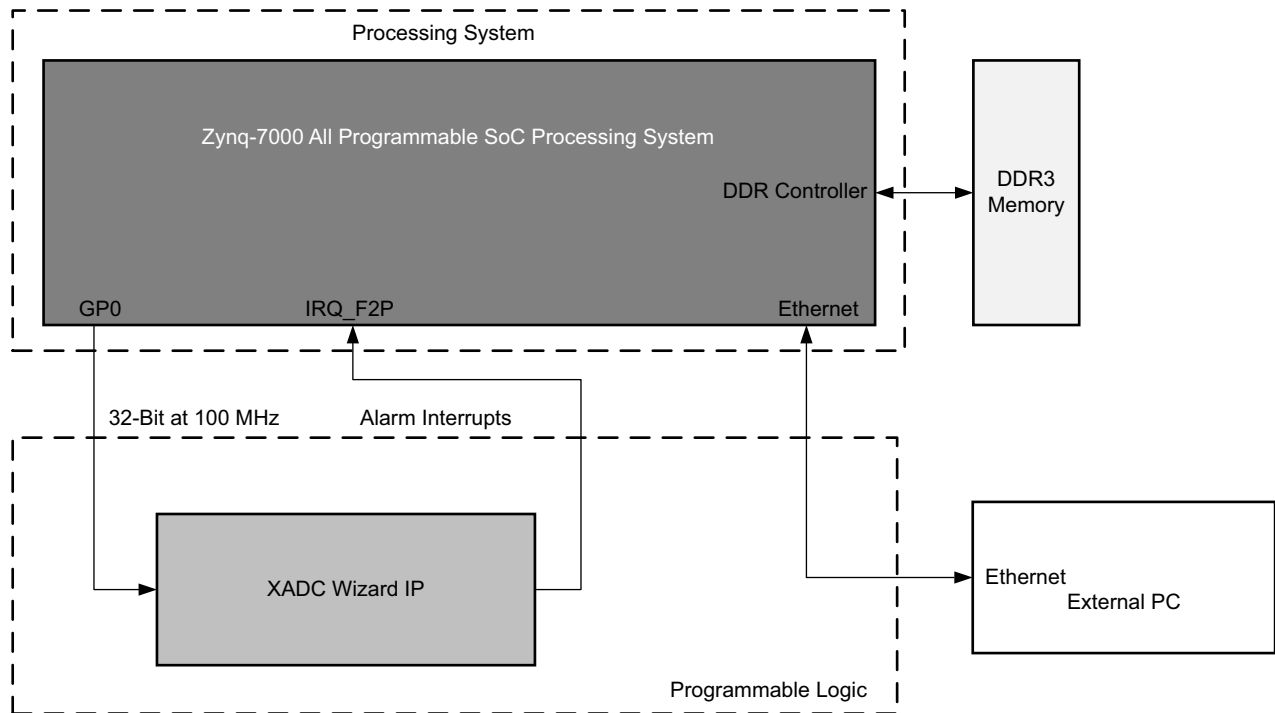 Processing System
Zynq-7000 All Programmable SoC Processing System
DDR Controller
DDR3
Memory
GP0
IRQ_F2P
Ethernet
32-Bit at 100 MHz
Alarm Interrupts
XADC Wizard IP
Ethernet
External PC
Programmable Logic